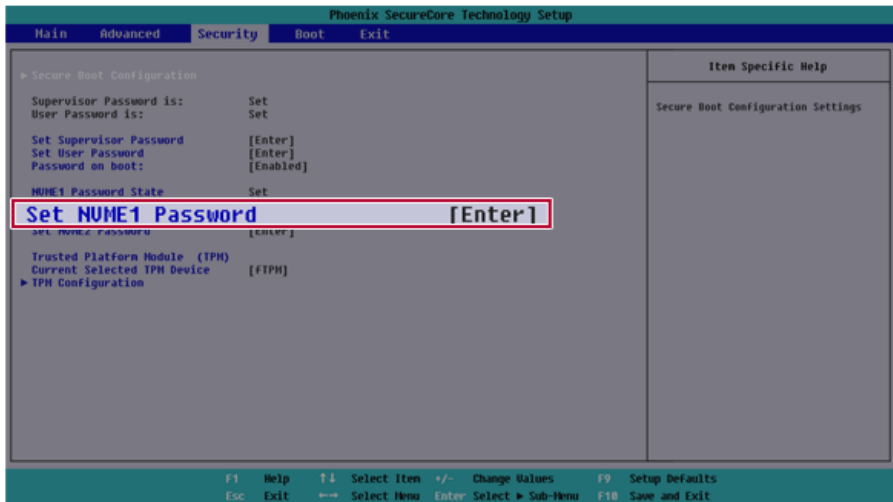 Phoenix SecureCore Technology Setup
Main Advanced Security Boot Exit
▶ Secure Boot Configuration
Item Specific Help
Supervisor Password is: Set
User Password is: Set
Secure Boot Configuration Settings
Set Supervisor Password [Enter]
Set User Password [Enter]
Password on boot: [Enabled]
NVME1 Password State Set
Set NVME1 Password [Enter]
Set NVME2 Password [Enter]
Trusted Platform Module (TPM)
Current Selected TPM Device [fTPM]
▶ TPM Configuration
F1 Help ↑↓ Select Item +/- Change Values F9 Setup Defaults
Esc Exit ←→ Select Menu Enter Select ▶ Sub-Menu F10 Save and Exit